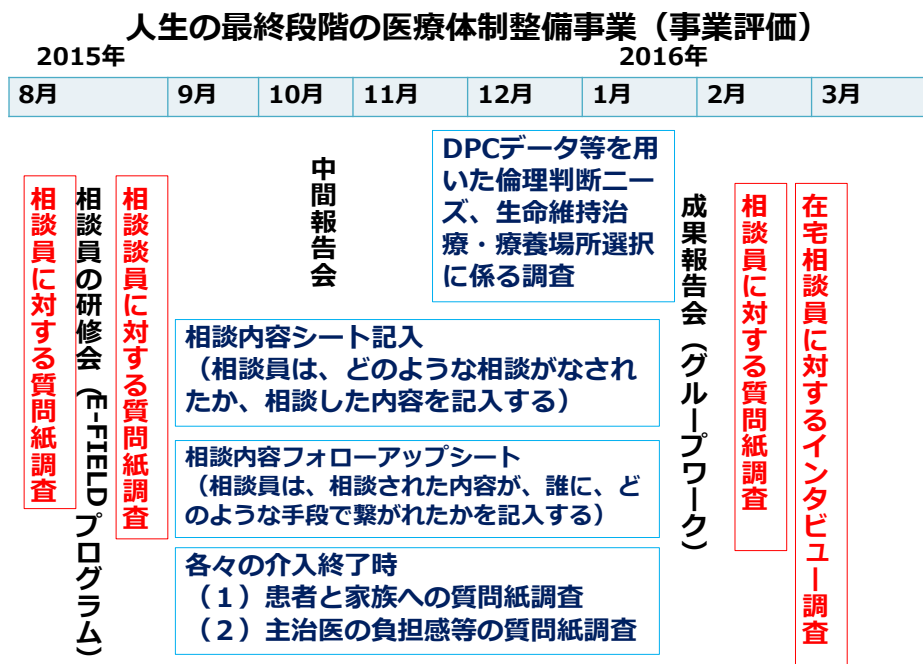 人生の最終段階の医療体制整備事業（事業評価）
2015年
2016年
8月
9月
10月
11月
12月
1月
2月
3月
相談員に対する質問紙調査
相談員の研修会（E-FIELDプログラム）
相談談員に対する質問紙調査
中間報告会
DPCデータ等を用
いた倫理判断ニー
ズ、生命維持治
療・療養場所選択
に係る調査
相談内容シート記入
（相談員は、どのような相談がなされ
たか、相談した内容を記入する）
相談内容フォローアップシート
（相談員は、相談された内容が、誰に、ど
のような手段で繋がれたかを記入する）
各々の介入終了時
（１）患者と家族への質問紙調査
（２）主治医の負担感等の質問紙調査
成果報告会（グループワーク）
相談員に対する質問紙調査
在宅相談員に対するインタビュー調査